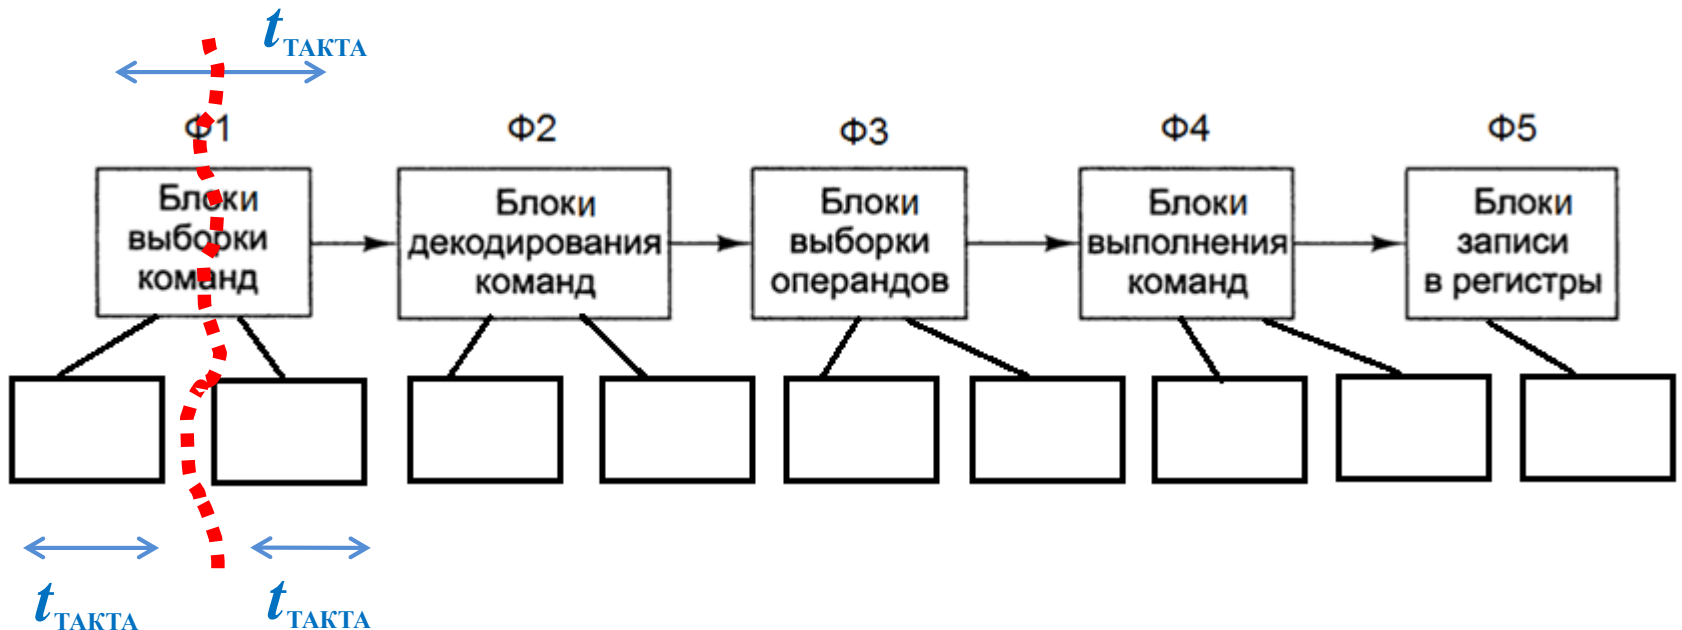 tТАКТА
Ф1
Ф2
Ф3
Ф4
Ф5
Блоки
выборки
команд
Блоки
декодирования
команд
Блоки
выборки
операндов
Блоки
выполнения
команд
Блоки
записи
в регистры
tТАКТА
tТАКТА